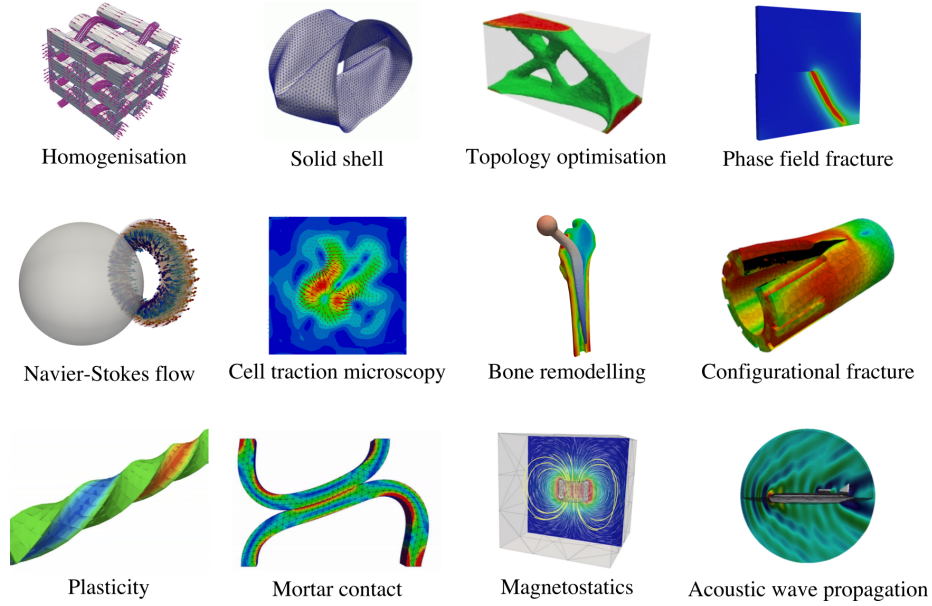 Homogenisation
Solid shell
Topology optimisation
Phase field fracture
Navier-Stokes flow
Cell traction microscopy
Bone remodelling
Configurational fracture
Plasticity
Mortar contact
Magnetostatics
Acoustic wave propagation